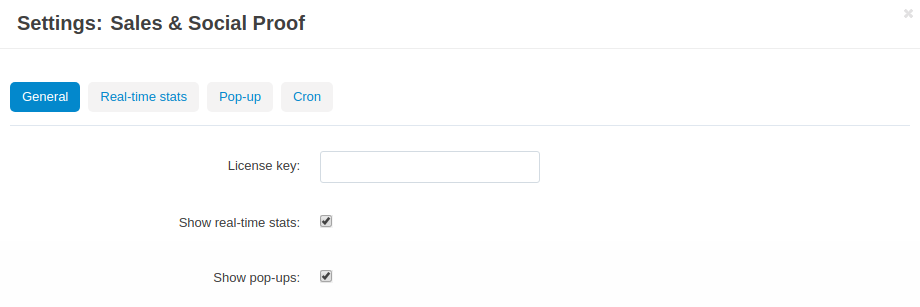 Settings: Sales & Social Proof
General Real-time stats Pop-up Cron
License key:
Show real-time stats:
Show pop-ups: